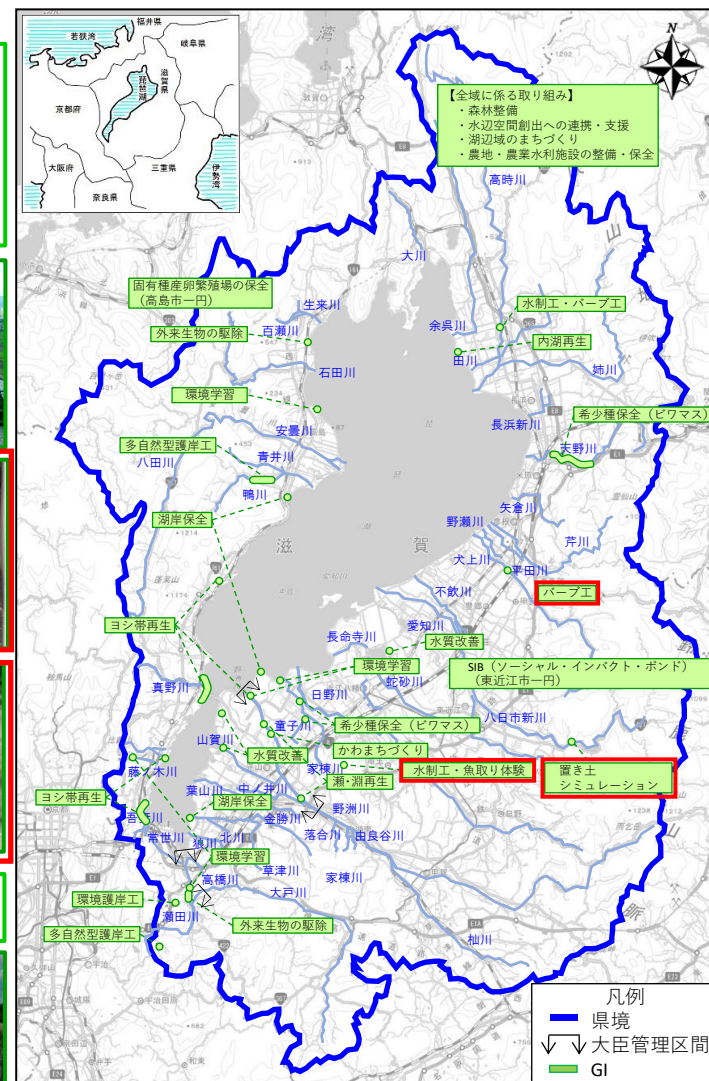 福井県
若狭湾
岐阜県
滋賀県
琵琶湖
京都府
大阪府
三重県
伊勢湾
奈良県
N
【全域に係る取り組み】
・森林整備
・水辺空間創出への連携・支援
・湖辺域のまちづくり
・農地・農業水利施設の整備・保全
高時川
大川
固有種産卵繁殖場の保全
(高島市一円)
生来川
百瀬川
外来生物の駆除
石田川
余呉川
田川
水制工・バーブ工
内湖再生
姉川
環境学習
安曇川
長浜新川
希少種保全(ビワマス)
天野川
多自然型護岸工
八田川
青井川
鴨川
湖岸保全
矢倉川
野瀬川
芹川
犬上川
平田川
バーブ工
滋賀
不飲川
愛知川
ヨシ帯再生
長命寺川
水質改善
環境学習
蛇砂川
SIB(ソーシャル・インパクト・ボンド)
(東近江市一円)
真野川
日野川
八日市新川
希少種保全(ビワマス)
童子川
山賀川
かわまちづくり
水質改善
家棟川
水制工・魚取り体験
置き土
シミュレーション
藤ノ木川
瀬・淵再生
ヨシ帯再生
葉山川
中ノ井川
湖岸保全
金勝川
野洲川
落合川
由良谷川
常世川
狼川
北川
環境学習
草津川
家棟川
高橋川
大戸川
環境護岸工
瀬田川
外来生物の駆除
多自然型護岸工
杣川
凡例
県境
大臣管理区間
GI